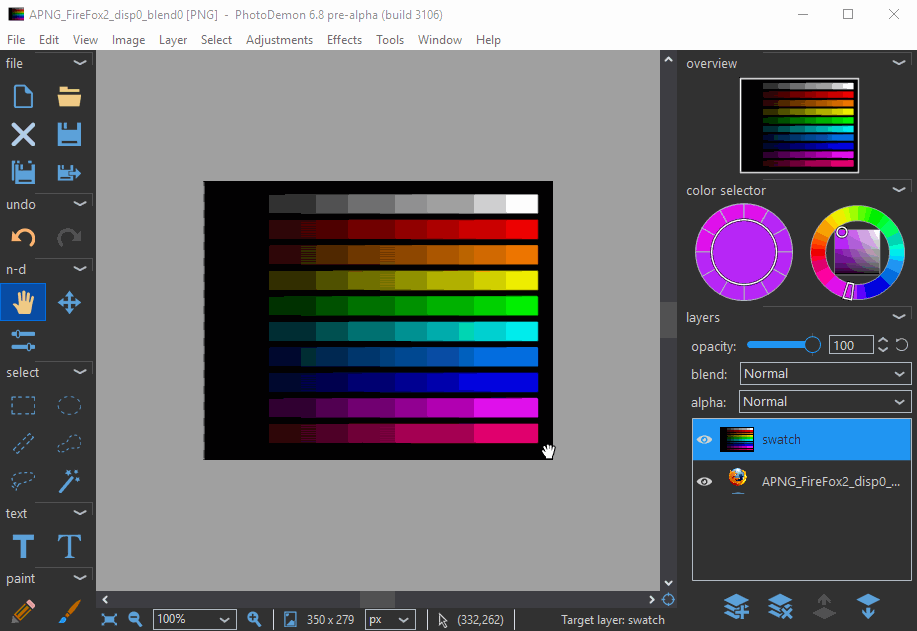 APNG_FireFox2_disp0_blend0 [PNG] - PhotoDemon 6.8 pre-alpha (build 3106)
File Edit View Image Layer Select Adjustments Effects Tools Window Help
file
undo
n-d
select
text
T T
paint
overview
color selector
layers
opacity: 100
blend: Normal
alpha: Normal
swatch
APNG_FireFox2_disp0_...
100% 350 x 279 px (332,262) Target layer: swatch